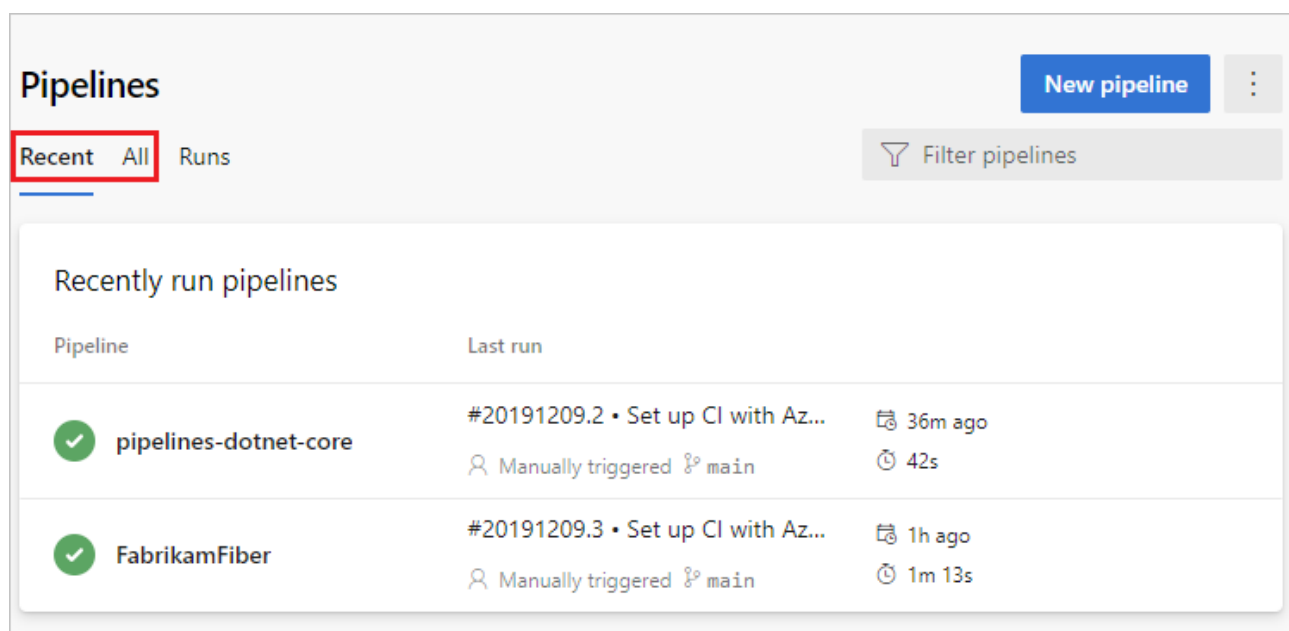 Pipelines
New pipeline
Recent All Runs
Filter pipelines
Recently run pipelines
Pipeline Last run
#20191209.2 • Set up CI with Az... 36m ago
pipelines-dotnet-core
Manually triggered main 42s
#20191209.3 • Set up CI with Az... 1h ago
FabrikamFiber
Manually triggered main 1m 13s